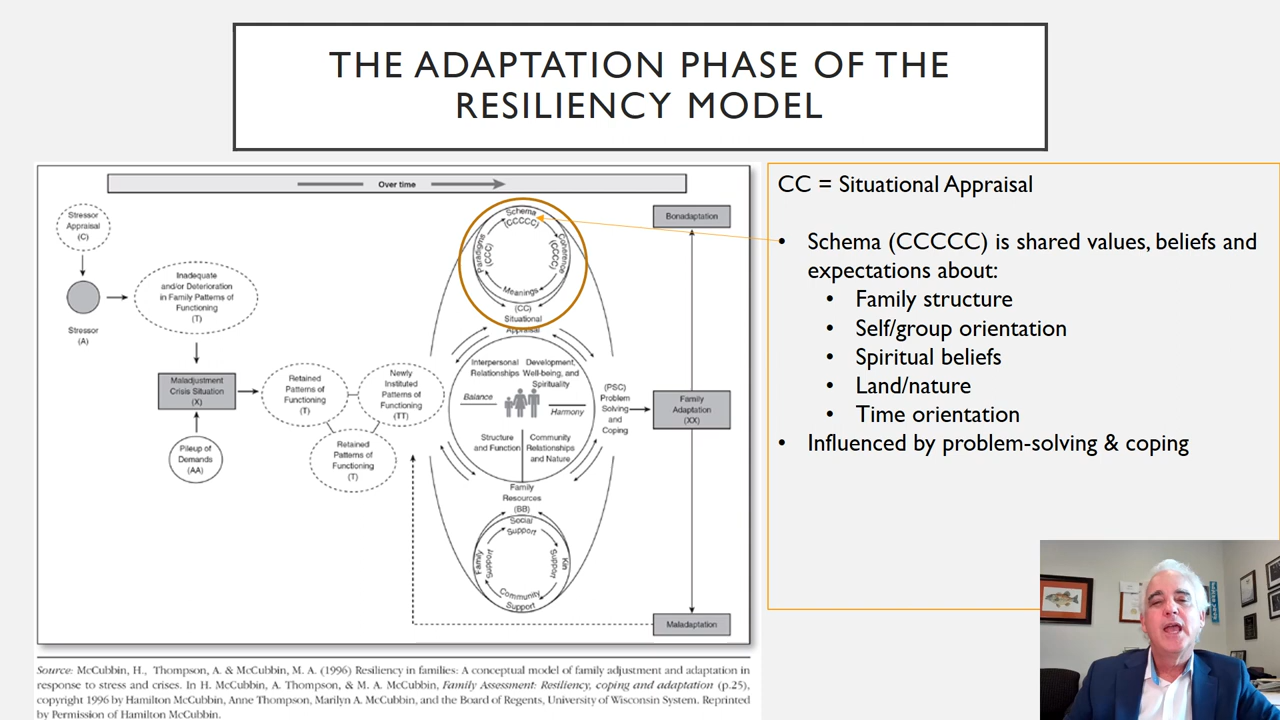 THE ADAPTATION PHASE OF THE
RESILIENCY MODEL
Over time
Stressor
Appraisal
(C)
Stressor
(A)
Inadequate
and/or Deterioration
in Family Patterns of
Functioning
(T)
Maladjustment
Crisis Situation
(X)
Pileup of
Demands
(AA)
Retained
Patterns of
Functioning
(T)
Newly
Instituted
Patterns of
Functioning
(TT)
Retained
Patterns of
Functioning
(T)
Schema
(CCCCC)
Coherence
(CCCC)
Paradigms
(CCC)
Meanings
(CC)
Situational
Appraisal
Interpersonal
Relationships
Development,
Well-being, and
Spirituality
Balance
Harmony
Structure
and Function
Community
Relationships
and Nature
Family
Resources
(BB)
Social
Support
Kin
Support
Community
Support
Family
Support
(PSC)
Problem
Solving
and
Coping
Bonadaptation
Family
Adaptation
(XX)
Maladaptation
Source: McCubbin, H., Thompson, A. & McCubbin, M. A. (1996) Resiliency in families: A conceptual model of family adjustment and adaptation in
response to stress and crises. In H. McCubbin, A. Thompson, & M. A. McCubbin, Family Assessment: Resiliency, coping and adaptation (p.25),
copyright 1996 by Hamilton McCubbin, Anne Thompson, Marilyn A. McCubbin, and the Board of Regents, University of Wisconsin System. Reprinted
by Permission of Hamilton McCubbin.
CC = Situational Appraisal
• Schema (CCCCC) is shared values, beliefs and
expectations about:
• Family structure
• Self/group orientation
• Spiritual beliefs
• Land/nature
• Time orientation
• Influenced by problem-solving & coping